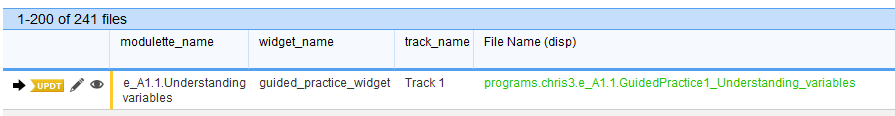 1-200 of 241 files
modulette_name widget_name track_name File Name (disp)
UPDT e_A1.1.Understanding guided_practice_widget Track 1 programs.chris3.e_A1.1.GuidedPractice1_Understanding_variables
variables